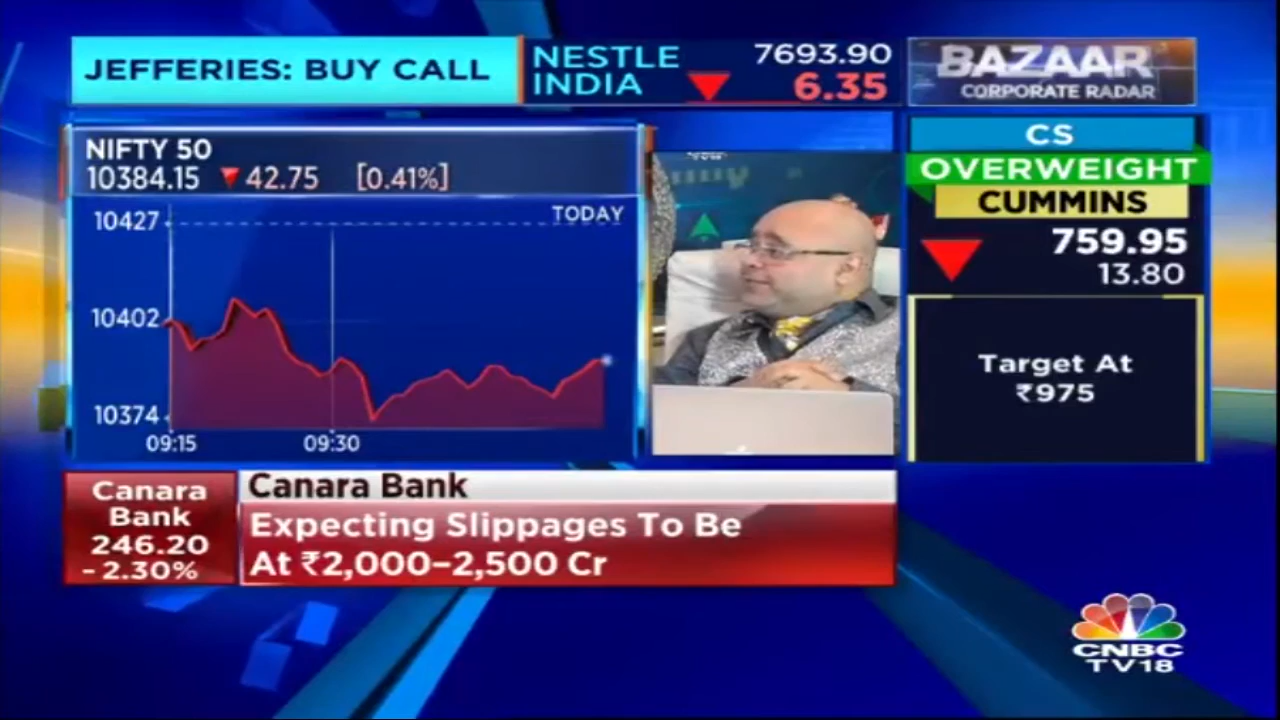 JEFFERIES: BUY CALL
NESTLE
INDIA
7693.90
6.35
BAZAAR
CORPORATE RADAR
NIFTY 50
10384.15 ▼ 42.75 [0.41%]
TODAY
10427
10402
10374
09:15 09:30
CS
OVERWEIGHT
CUMMINS
759.95
13.80
Target At
₹975
Canara
Bank
246.20
-2.30%
Canara Bank
Expecting Slippages To Be
At ₹2,000–2,500 Cr
CNBC
TV18